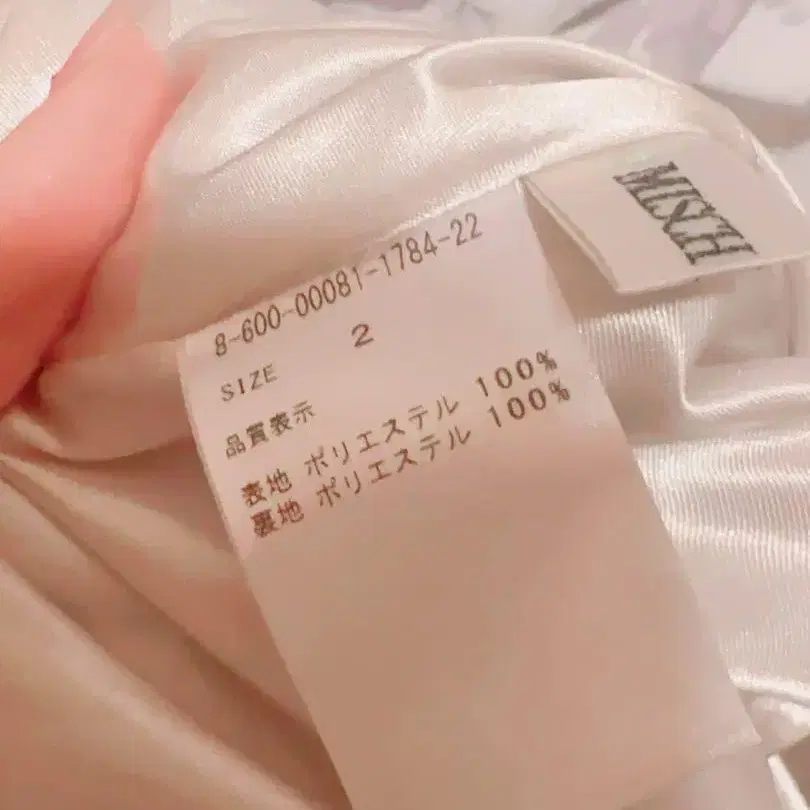 8-600-00081-1784-22
SIZE 2
品質表示
表地 ポリエステル 100%
裏地 ポリエステル 100%
MISCH